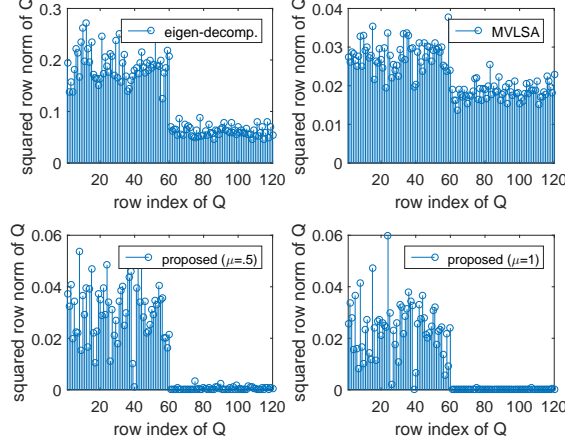 0.3
0.2
0.1
0
squared row norm of Q
eigen-decomp.
20 40 60 80 100 120
row index of Q
0.04
0.03
0.02
0.01
0
squared row norm of Q
MVLSA
20 40 60 80 100 120
row index of Q
0.06
0.04
0.02
0
squared row norm of Q
proposed (μ=.5)
20 40 60 80 100 120
row index of Q
0.06
0.04
0.02
0
squared row norm of Q
proposed (μ=1)
20 40 60 80 100 120
row index of Q